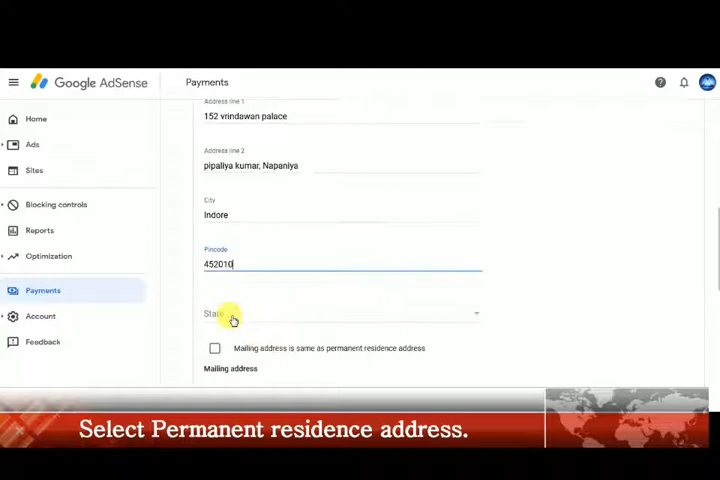 Google AdSense
Payments
Home
Ads
Sites
Blocking controls
Reports
Optimization
Payments
Account
Feedback
Address line 1
152 vrindawan palace
Address line 2
pipaliya kumar, Napaniya
City
Indore
Pincode
452010
State
Mailing address is same as permanent residence address
Mailing address
Select Permanent residence address.